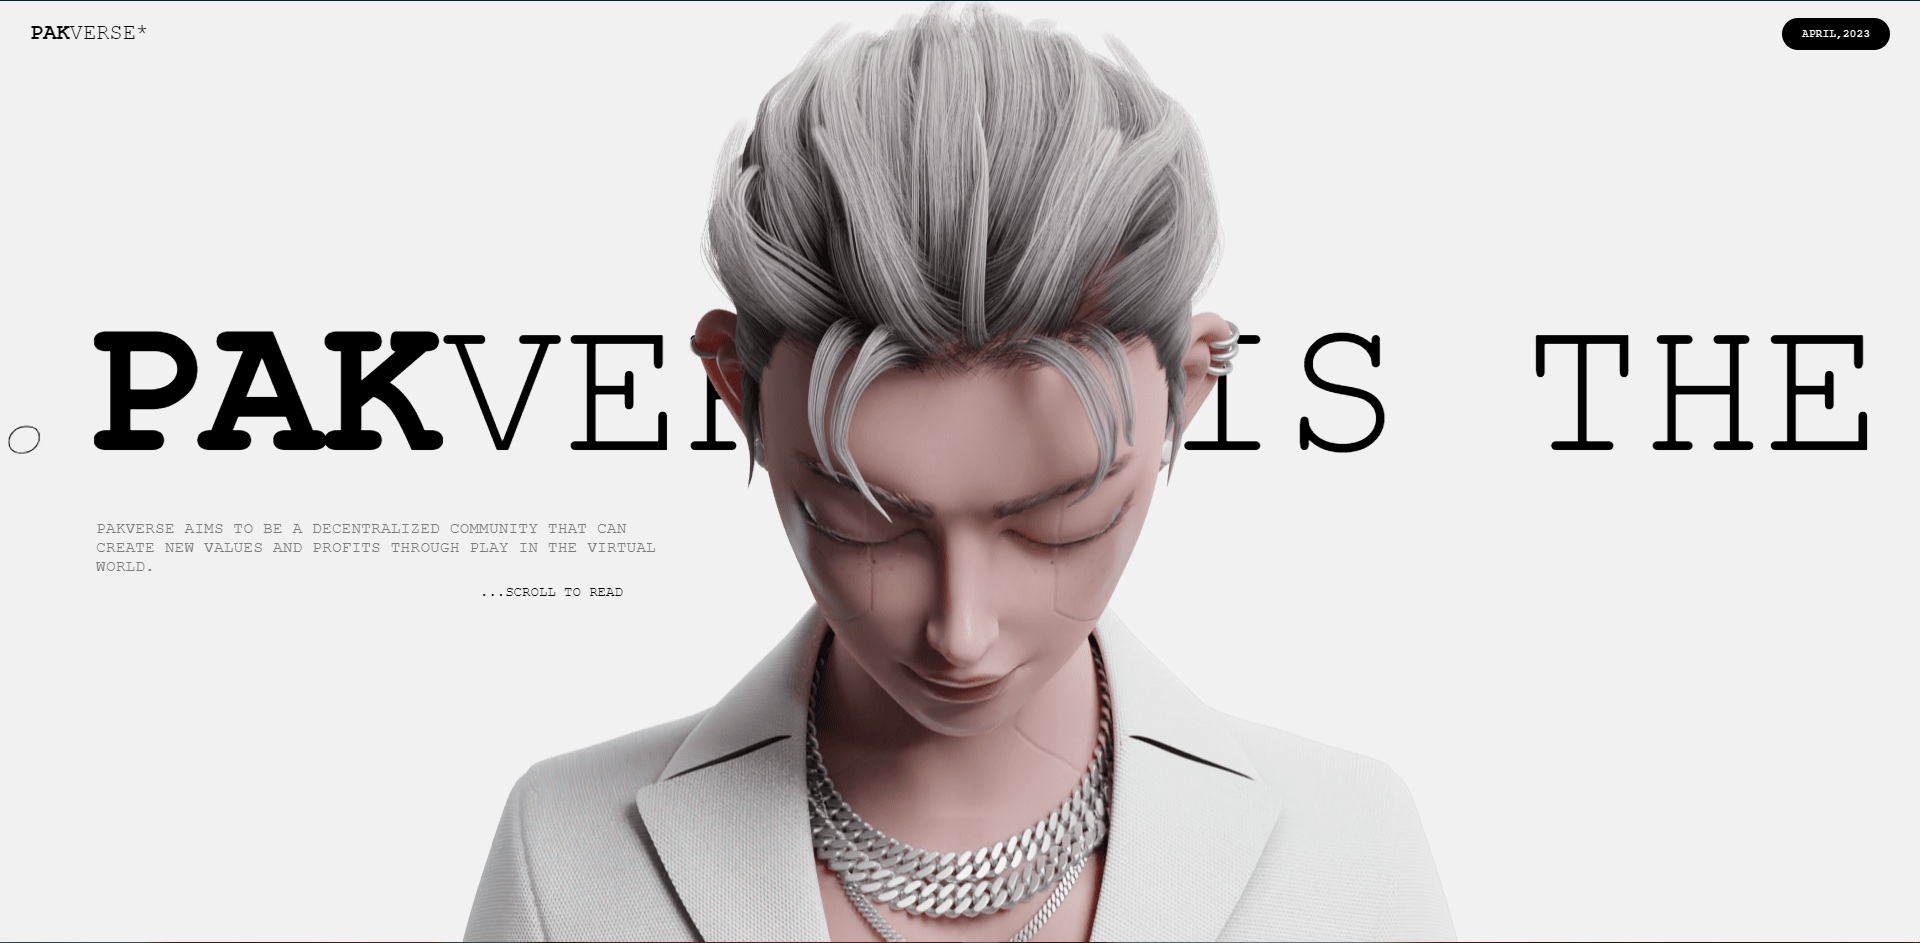 PAKVERSE*
APRIL,2023
PAKVE IS THE
PAKVERSE AIMS TO BE A DECENTRALIZED COMMUNITY THAT CAN
CREATE NEW VALUES AND PROFITS THROUGH PLAY IN THE VIRTUAL
WORLD.
...SCROLL TO READ